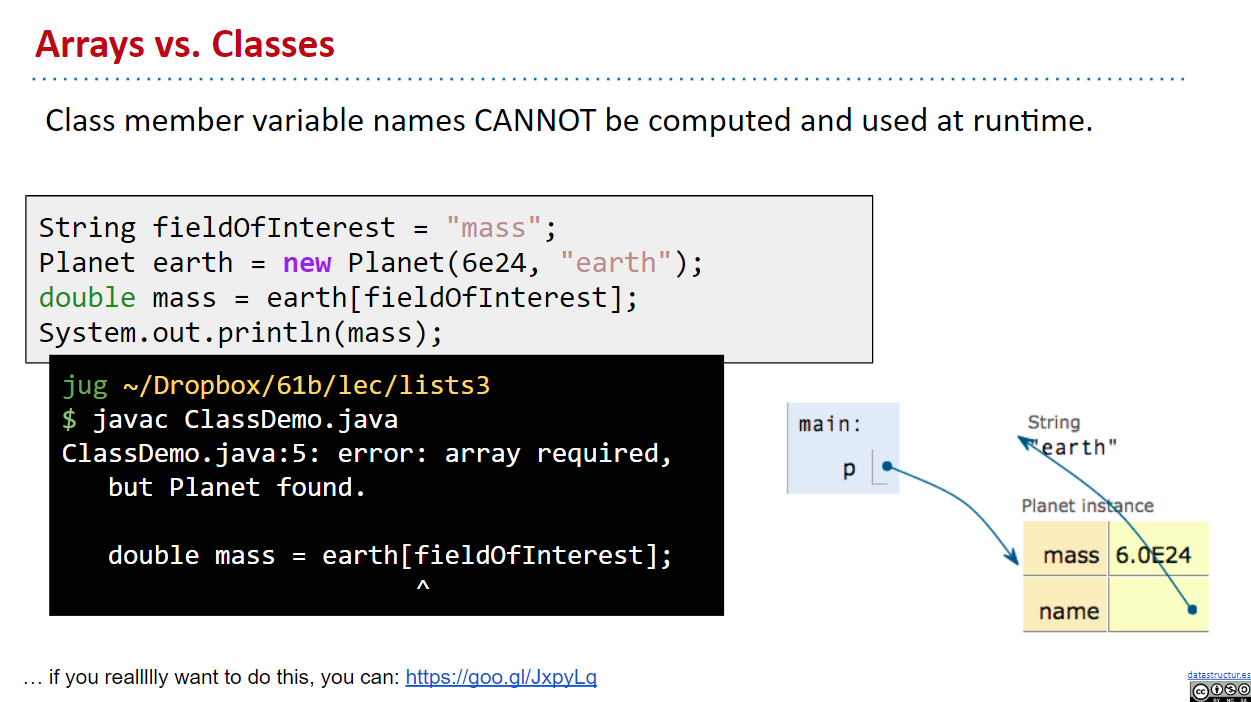 Arrays vs. Classes
Class member variable names CANNOT be computed and used at runtime.
String fieldOfInterest = "mass";
Planet earth = new Planet(6e24, "earth");
double mass = earth[fieldOfInterest];
System.out.println(mass);
jug ~/Dropbox/61b/lec/lists3
$ javac ClassDemo.java
ClassDemo.java:5: error: array required,
but Planet found.
double mass = earth[fieldOfInterest];
^
main:
p
String
"earth"
Planet instance
mass 6.0E24
name
… if you reallllly want to do this, you can: https://goo.gl/JxpyLq
datastructur.es
cc
BY NC SA